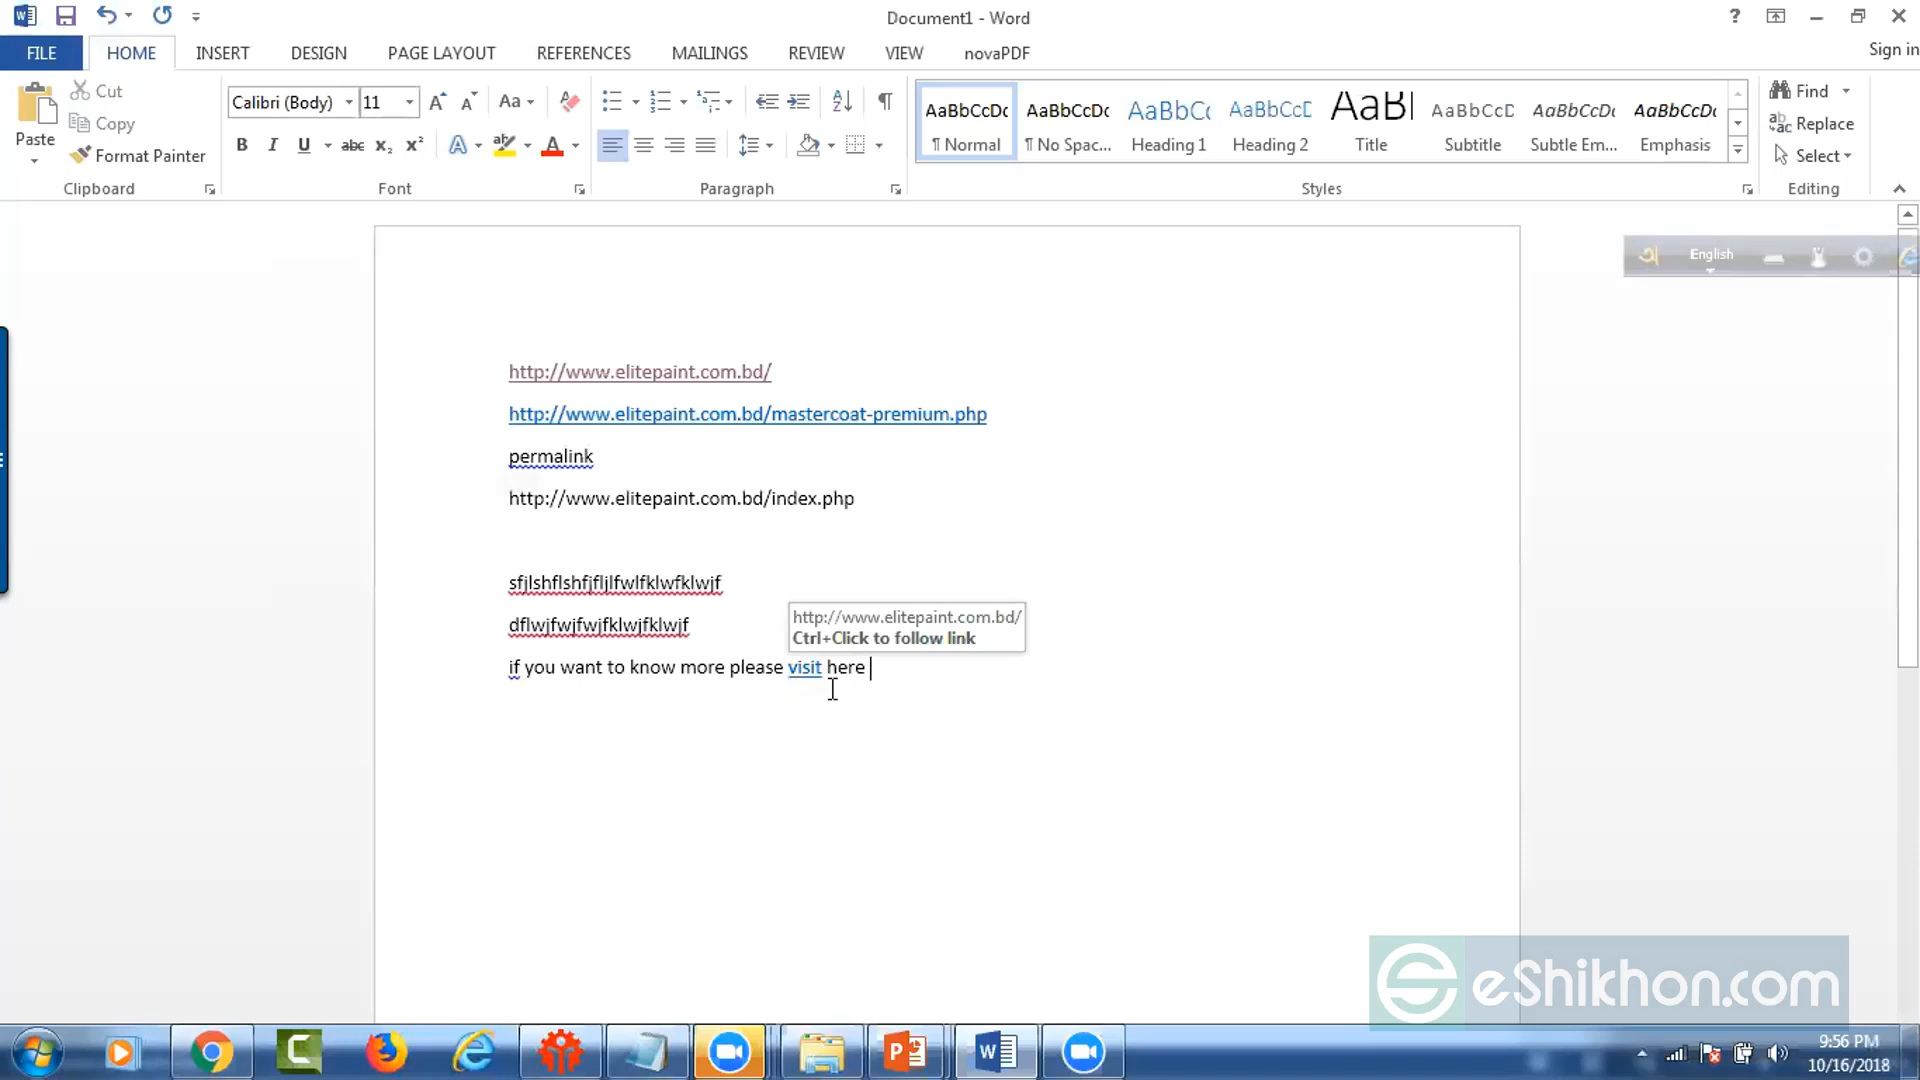 Document1 - Word
?
Sign in
FILE HOME INSERT DESIGN PAGE LAYOUT REFERENCES MAILINGS REVIEW VIEW novaPDF
Paste
Cut
Copy
Format Painter
Clipboard
Calibri (Body) 11
Font
Paragraph
AaBbCcDc AaBbCcDc AaBbC AaBbCcD AaB AaBbCcD AaBbCcDc AaBbCcDc
¶ Normal ¶ No Spac... Heading 1 Heading 2 Title Subtitle Subtle Em... Emphasis
Styles
Find
Replace
Select
Editing
অ English
http://www.elitepaint.com.bd/
http://www.elitepaint.com.bd/mastercoat-premium.php
permalink
http://www.elitepaint.com.bd/index.php
sfjlshflshfjfljlfwlfklwfklwjf
dflwjfwjfwjfklwjfklwjf
http://www.elitepaint.com.bd/
Ctrl+Click to follow link
if you want to know more please visit here
eShikhon.com
9:56 PM
10/16/2018